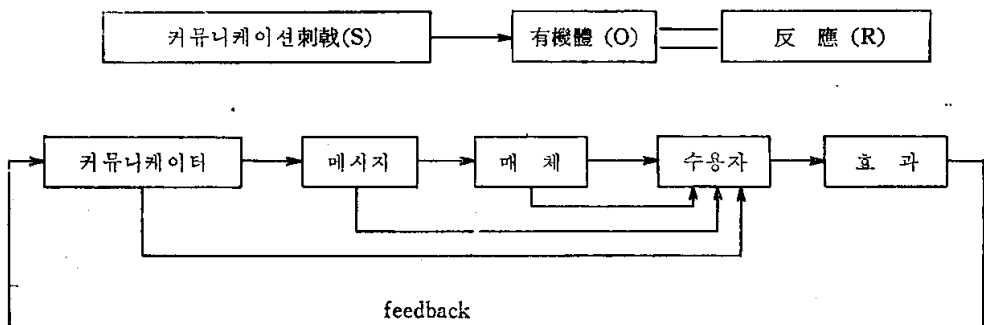 커뮤니케이션刺戟(S) 有機體 (O) 反 應 (R)
커뮤니케이터 메시지 매 체 수용자 효 과
feedback